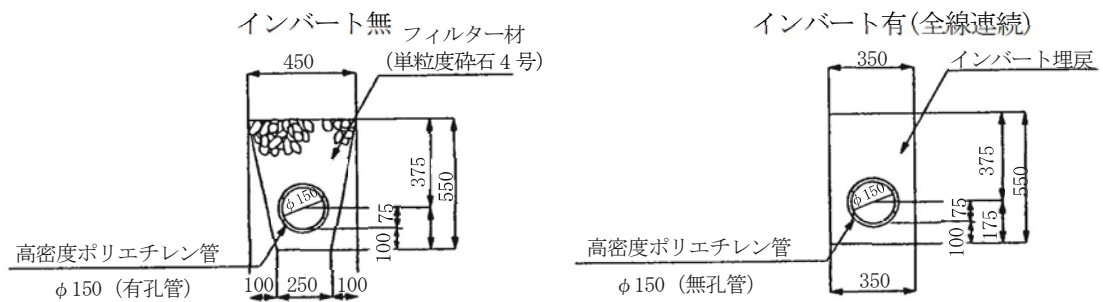 インバート無
フィルター材
(単粒度砕石4号)
450
φ150
375
550
75
100
高密度ポリエチレン管
φ150 (有孔管)
100 250 100
インバート有(全線連続)
350
インバート埋戻
φ150
375
550
75
175
100
高密度ポリエチレン管
φ150 (無孔管)
350